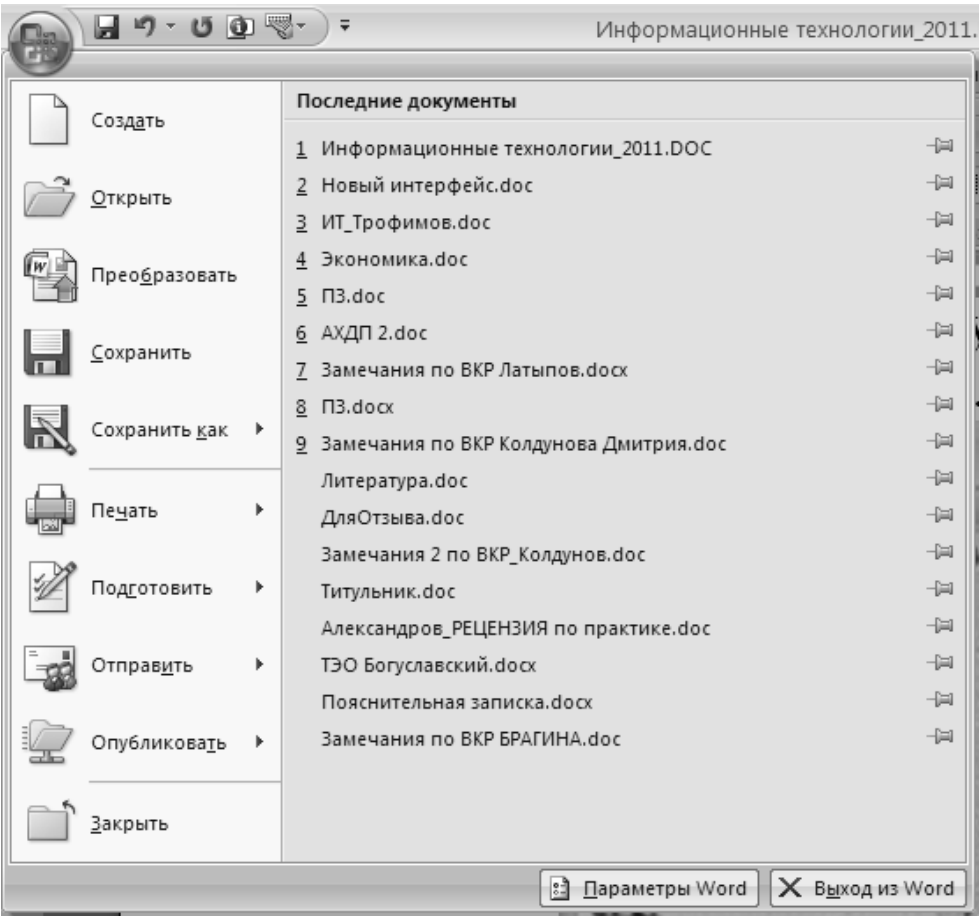 Информационные технологии_2011.
Создать
Открыть
Преобразовать
Сохранить
Сохранить как
Печать
Подготовить
Отправить
Опубликовать
Закрыть
Последние документы
1 Информационные технологии_2011.DOC
2 Новый интерфейс.doc
3 ИТ_Трофимов.doc
4 Экономика.doc
5 ПЗ.doc
6 АХДП 2.doc
7 Замечания по ВКР Латыпов.docx
8 ПЗ.docx
9 Замечания по ВКР Колдунова Дмитрия.doc
Литература.doc
ДляОтзыва.doc
Замечания 2 по ВКР_Колдунов.doc
Титульник.doc
Александров_РЕЦЕНЗИЯ по практике.doc
ТЭО Богуславский.docx
Пояснительная записка.docx
Замечания по ВКР БРАГИНА.doc
Параметры Word
Выход из Word